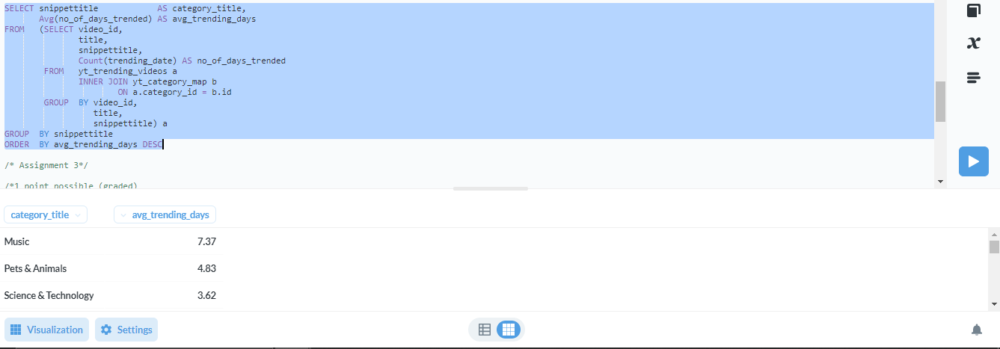 SELECT snippettitle AS category_title,
Avg(no_of_days_trended) AS avg_trending_days
FROM (SELECT video_id,
title,
snippettitle,
Count(trending_date) AS no_of_days_trended
FROM yt_trending_videos a
INNER JOIN yt_category_map b
ON a.category_id = b.id
GROUP BY video_id,
title,
snippettitle) a
GROUP BY snippettitle
ORDER BY avg_trending_days DESC
/* Assignment 3*/
/*1 point possible (graded)
category_title avg_trending_days
Music 7.37
Pets & Animals 4.83
Science & Technology 3.62
Visualization Settings